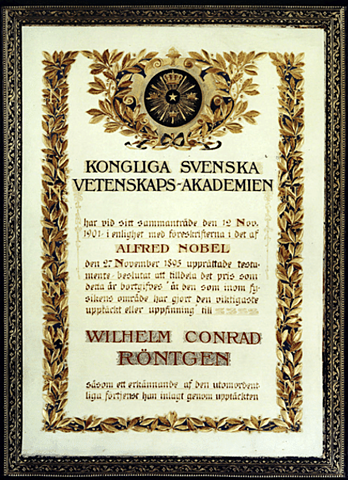 KONGLIGA SVENSKA
VETENSKAPS-AKADEMIEN
har vid sitt sammanträde den 12 Nov.
1901 i enlighet med föreskrifterna i det af
ALFRED NOBEL
den 27 November 1895 upprättade testa-
mente beslutat att tilldela det pris som
detta år bortgifves "åt den som inom fy-
sikens område har gjort den viktigaste
upptäckt eller uppfinning" till
WILHELM CONRAD
RÖNTGEN
såsom ett erkännande af den utomordent-
liga förtjenst han inlagt genom upptäckten